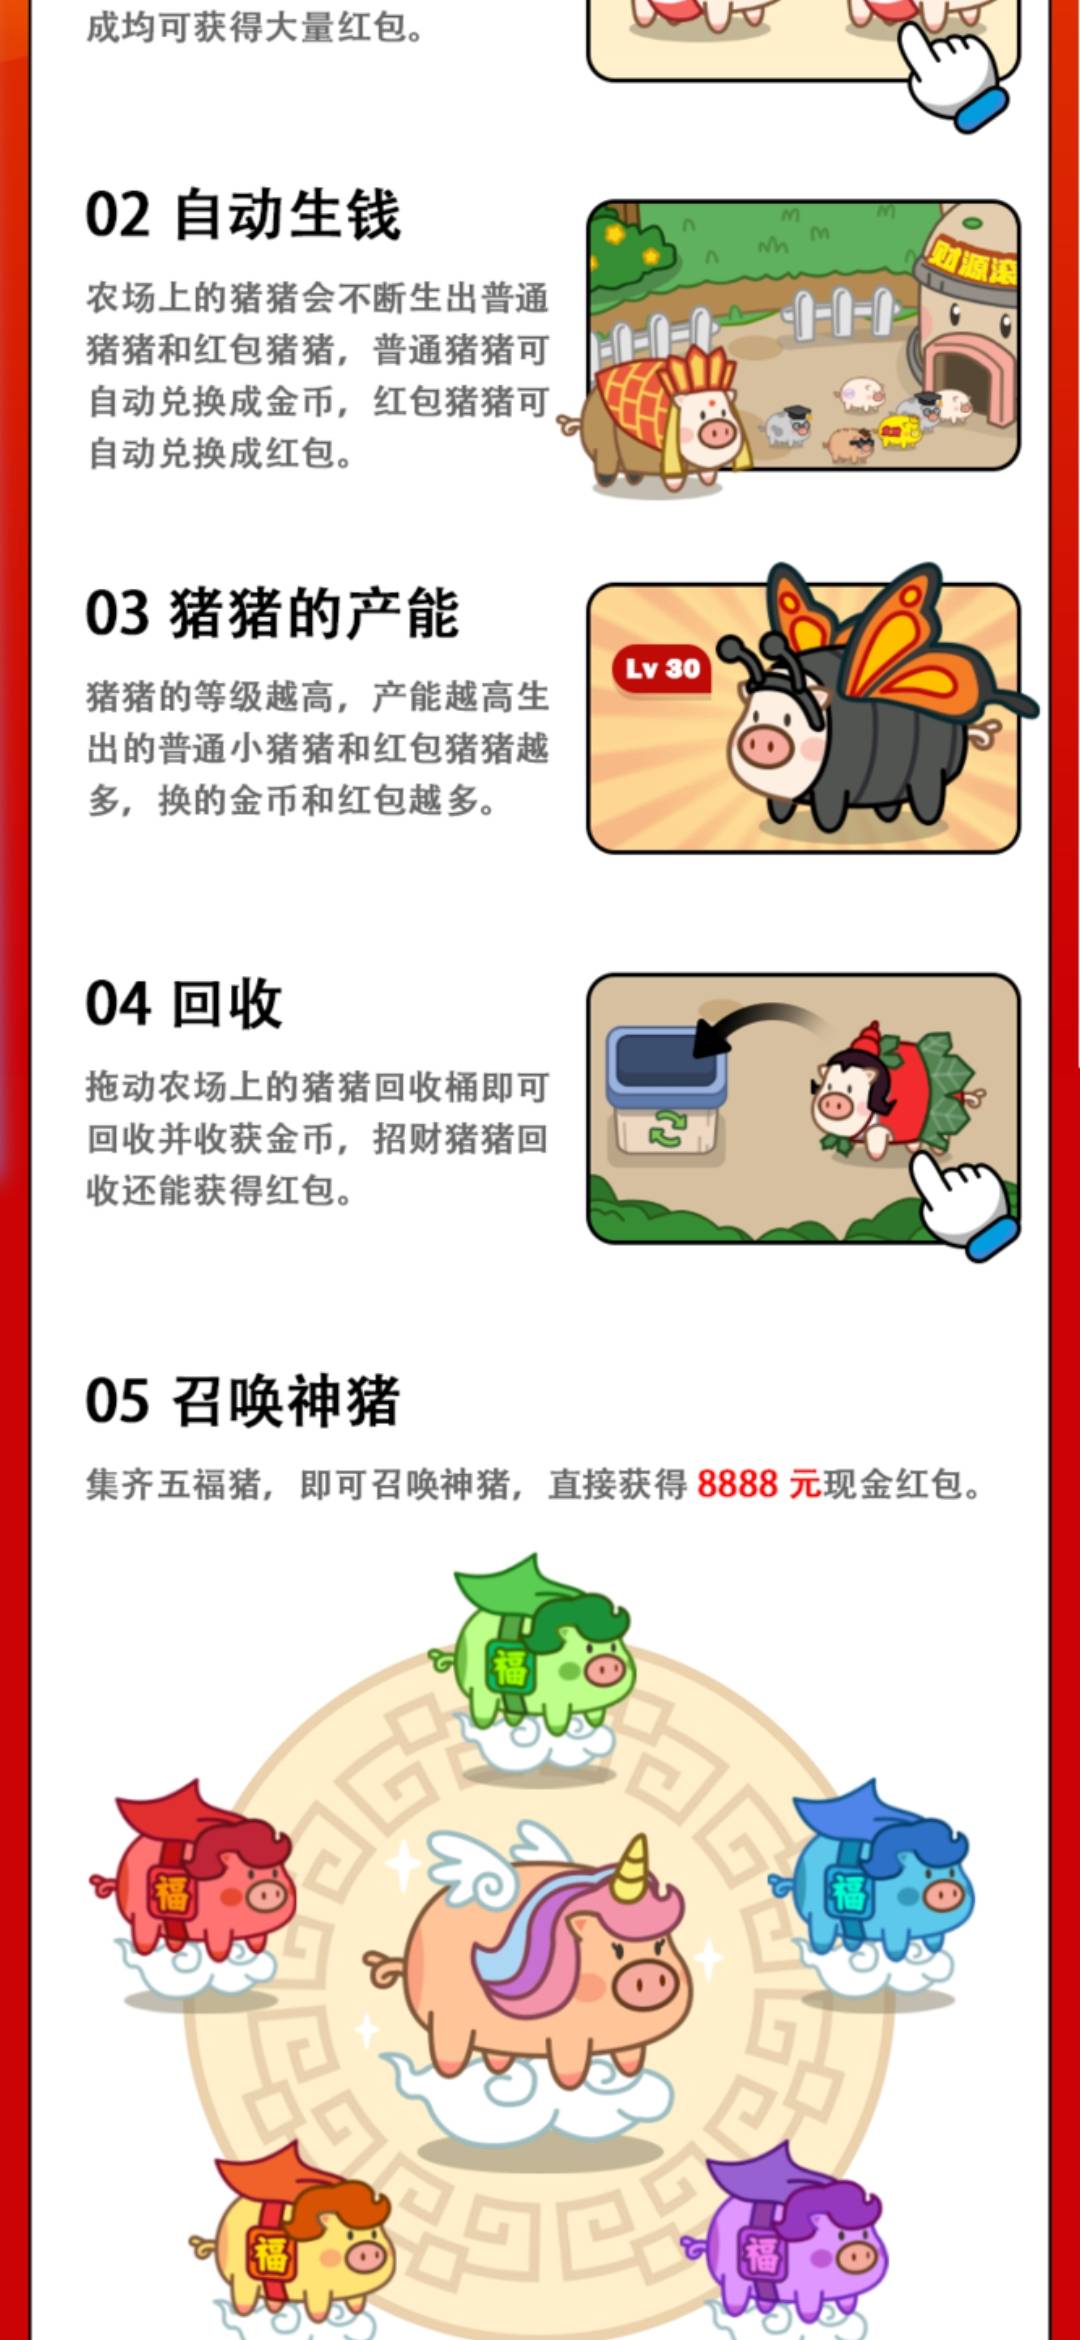 成均可获得大量红包。
02 自动生钱
农场上的猪猪会不断生出普通
猪猪和红包猪猪，普通猪猪可
自动兑换成金币，红包猪猪可
自动兑换成红包。
财源滚
03 猪猪的产能
猪猪的等级越高，产能越高生
出的普通小猪猪和红包猪猪越
多，换的金币和红包越多。
Lv 30
04 回收
拖动农场上的猪猪回收桶即可
回收并收获金币，招财猪猪回
收还能获得红包。
05 召唤神猪
集齐五福猪，即可召唤神猪，直接获得 8888 元现金红包。
福
福
福
福
福